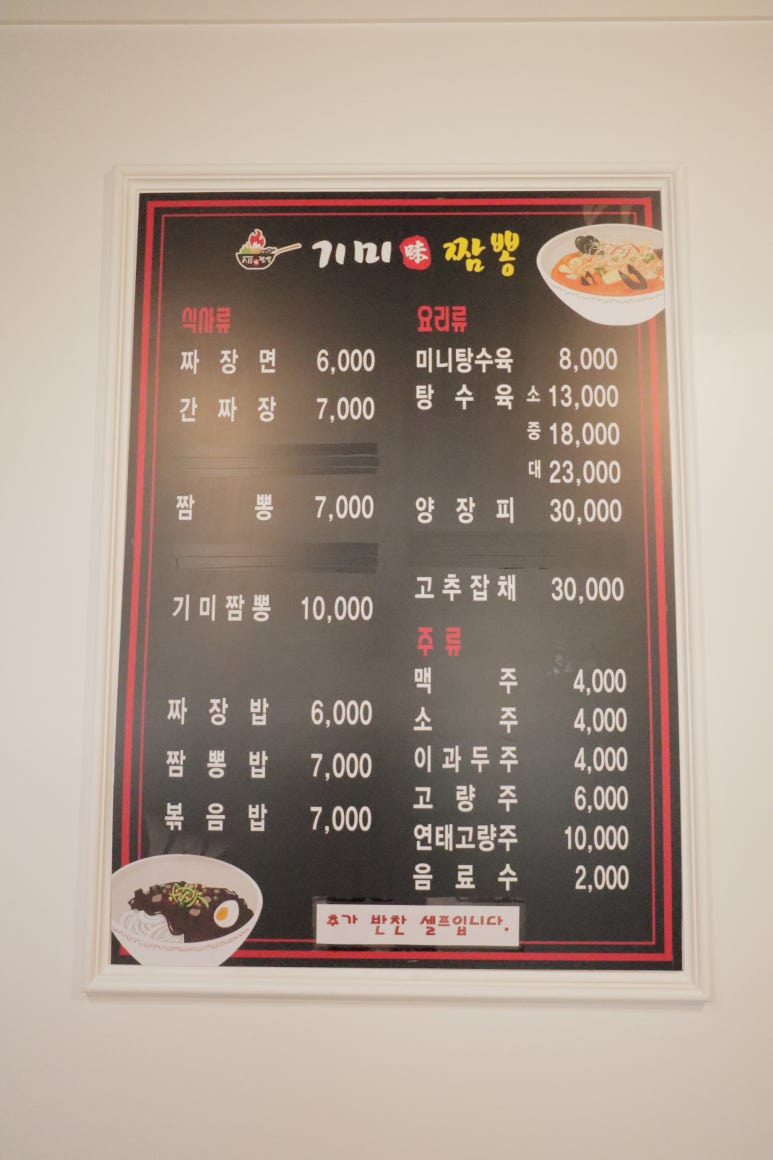 기미 味 짬뽕
식사류
짜장면 6,000
간짜장 7,000
짬뽕 7,000
기미짬뽕 10,000
짜장밥 6,000
짬뽕밥 7,000
볶음밥 7,000
요리류
미니탕수육 8,000
탕수육 소 13,000
중 18,000
대 23,000
양장피 30,000
고추잡채 30,000
주류
맥주 4,000
소주 4,000
이과두주 4,000
고량주 6,000
연태고량주 10,000
음료수 2,000
추가 반찬 셀프입니다.